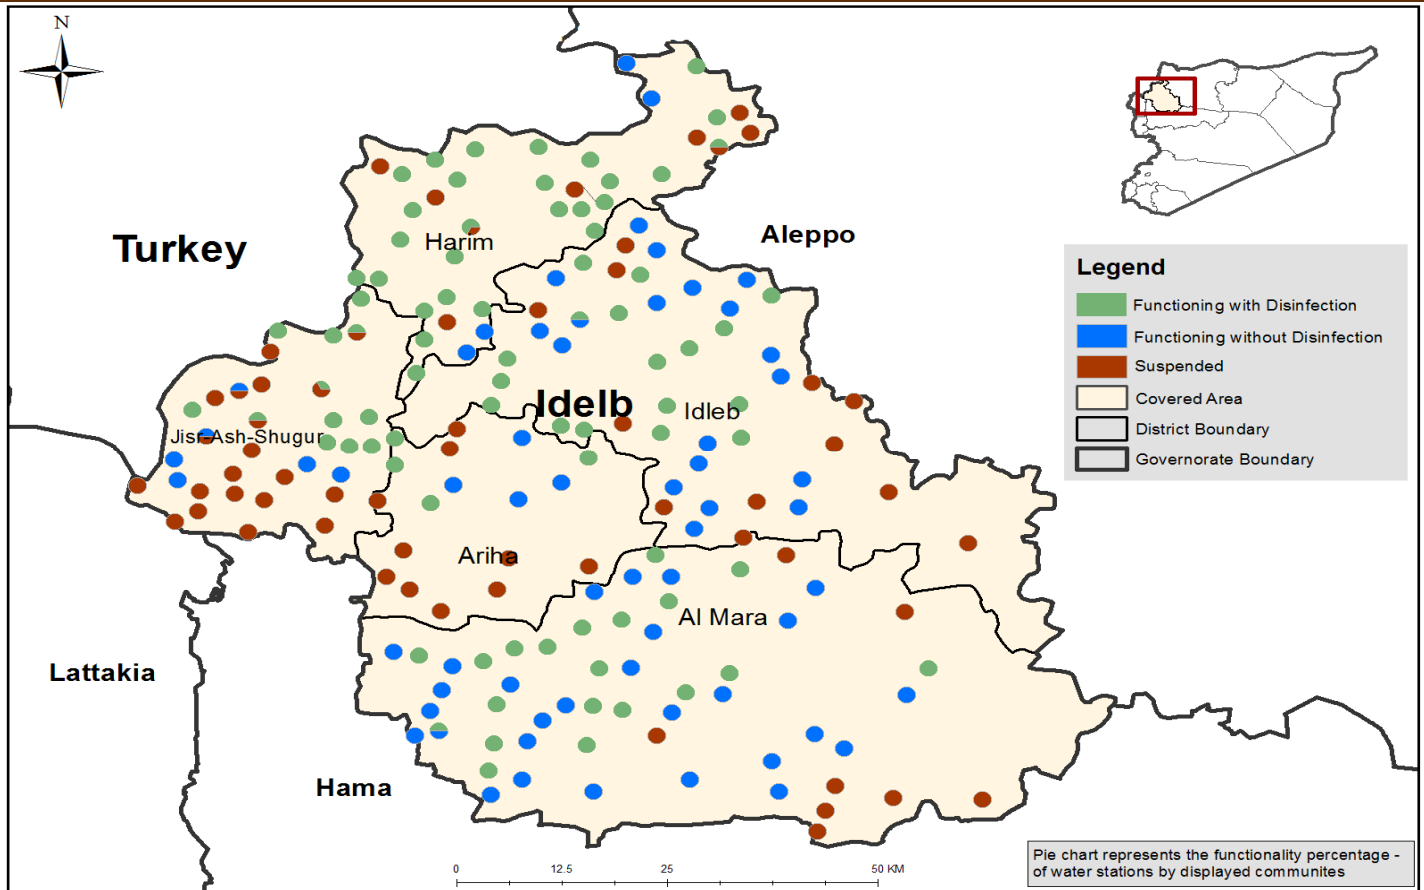 N
Turkey
Aleppo
Harim
Legend
Functioning with Disinfection
Functioning without Disinfection
Suspended
Covered Area
District Boundary
Governorate Boundary
Idelb
Idleb
Jisr-Ash-Shugur
Ariha
Al Mara
Lattakia
Hama
0 12.5 25 50 KM
Pie chart represents the functionality percentage -
of water stations by displayed communites